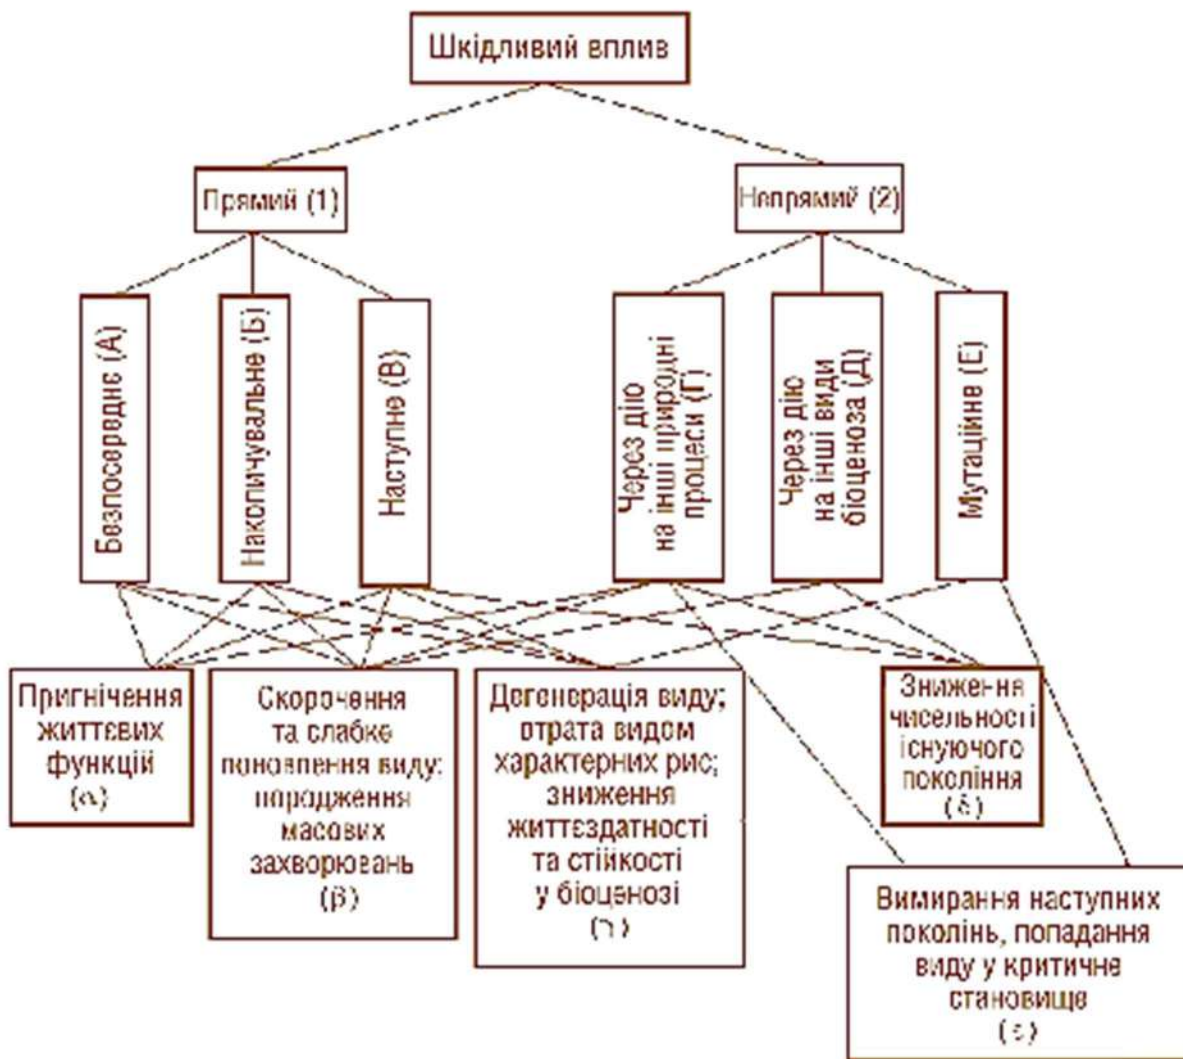 Шкідливий вплив
Прямий (1)
Непрямий (2)
Безпосереднє (А)
Накопичувальне (Б)
Наступне (В)
Через дію
на інші природні
процеси (Г)
Через дію
на інші види
біоценоза (Д)
Мутаційне (Е)
Пригнічення
життєвих
функцій
(α)
Скорочення
та слабке
поновлення виду;
породження
масових
захворювань
(β)
Дегенерація виду;
втрата видом
характерних рис;
зниження
життєздатності
та стійкості
у біоценозі
Зниження
чисельності
існуючого
покоління
(δ)
Вимирання наступних
поколінь, попадання
виду у критичне
становище
(ε)